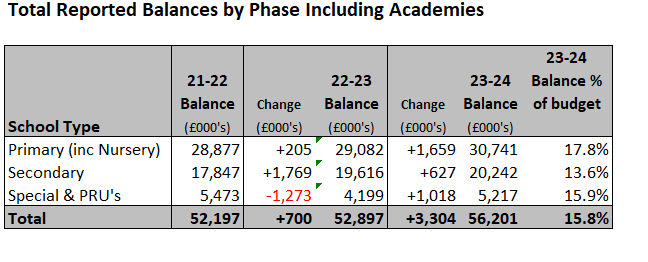 Total Reported Balances by Phase Including Academies
School Type 21-22 Balance (£000's) Change (£000's) 22-23 Balance (£000's) Change (£000's) 23-24 Balance (£000's) 23-24 Balance % of budget
Primary (inc Nursery) 28,877 +205 29,082 +1,659 30,741 17.8%
Secondary 17,847 +1,769 19,616 +627 20,242 13.6%
Special & PRU's 5,473 -1,273 4,199 +1,018 5,217 15.9%
Total 52,197 +700 52,897 +3,304 56,201 15.8%